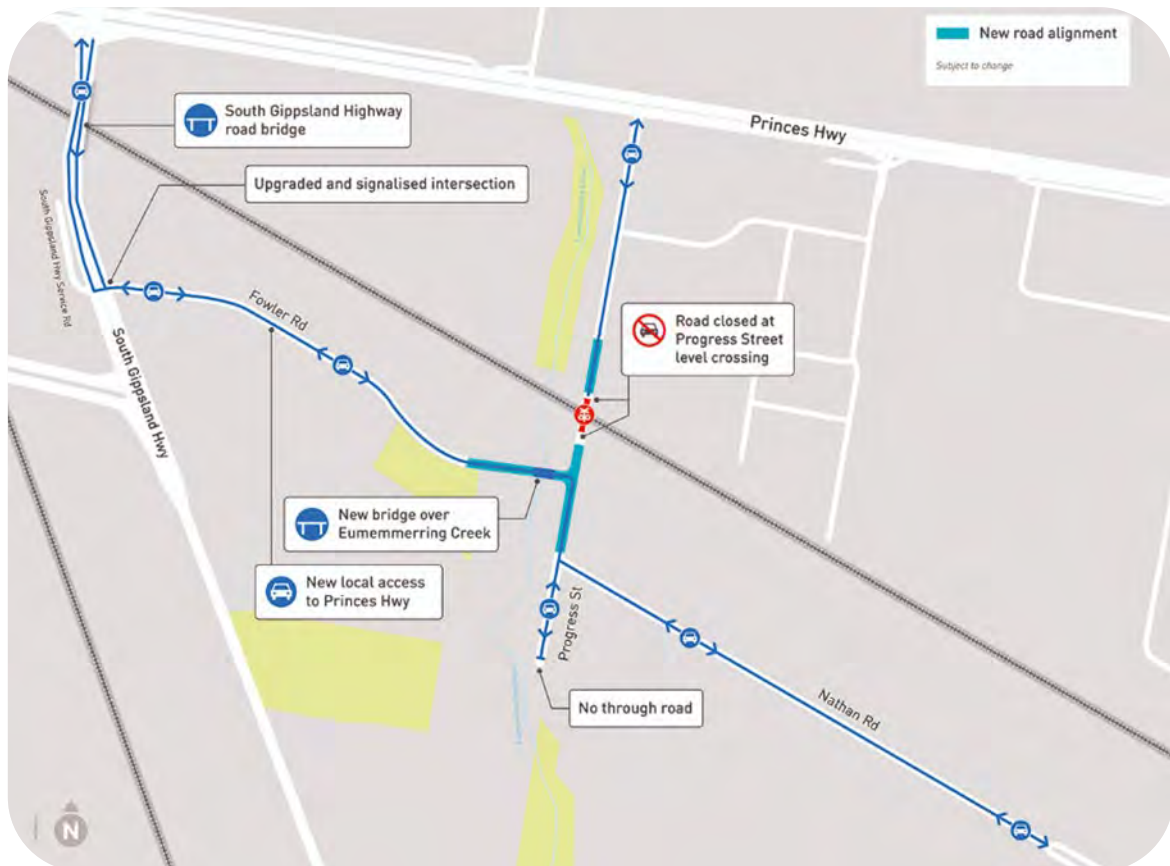 New road alignment
Subject to change
South Gippsland Highway
road bridge
Princes Hwy
Upgraded and signalised intersection
South Gippsland Hwy Service Rd
Fowler Rd
Road closed at
Progress Street
level crossing
South Gippsland Hwy
New bridge over
Eumemmerring Creek
New local access
to Princes Hwy
Progress St
No through road
Nathan Rd
N